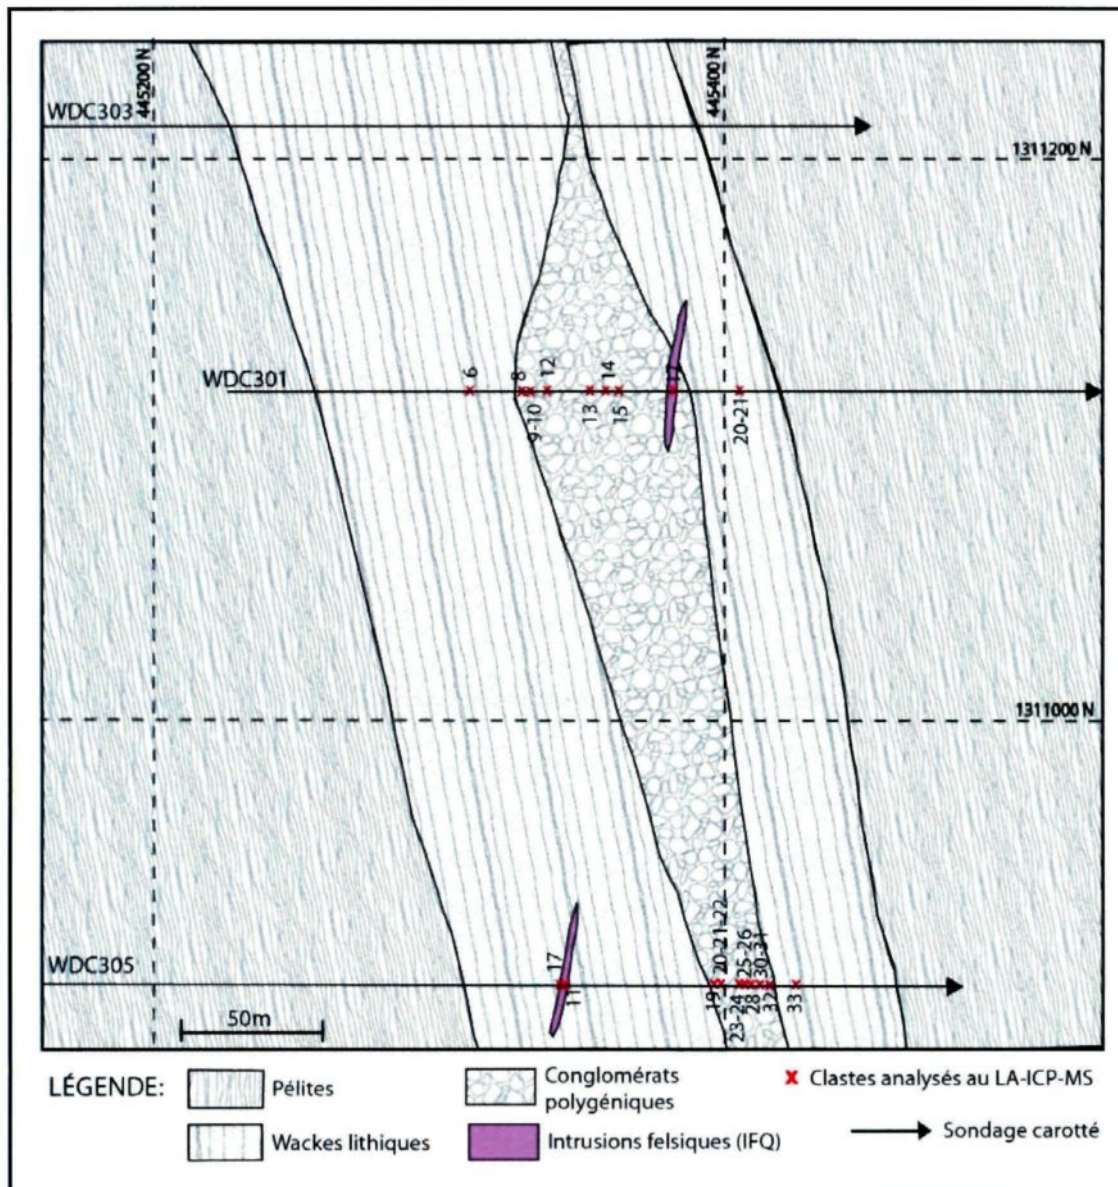 445200 N
445400 N
WDC303
1311200 N
WDC301
6
8
9-10
12
13
14
15
17
20-21
1311000 N
WDC305
17
11
19
20-21-22
23-24
25-26
28
30-31
32
33
50m
LÉGENDE:
Pélites
Conglomérats
polygéniques
Clastes analysés au LA-ICP-MS
Wackes lithiques
Intrusions felsiques (IFQ)
Sondage carotté